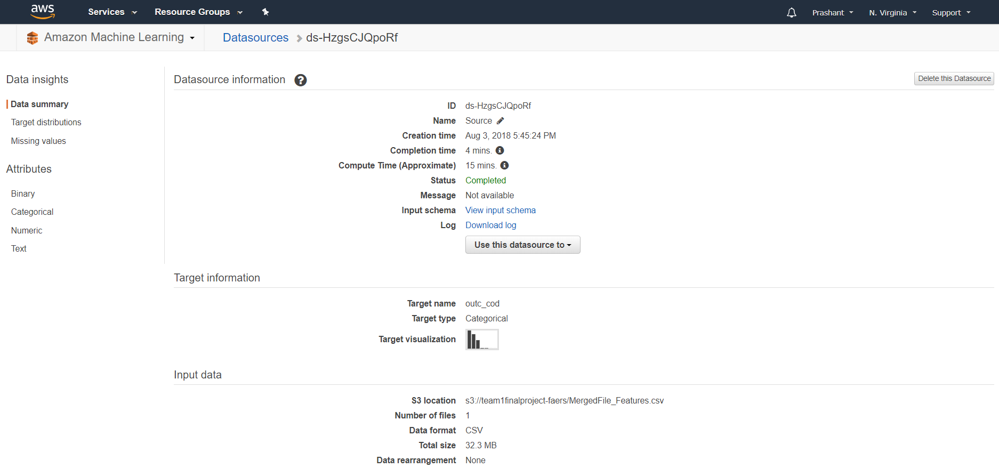 aws Services Resource Groups Prashant N. Virginia Support
Amazon Machine Learning Datasources ds-HzgsCJQpoRf
Data insights
Data summary
Target distributions
Missing values
Attributes
Binary
Categorical
Numeric
Text
Datasource information ? Delete this Datasource
ID ds-HzgsCJQpoRf
Name Source
Creation time Aug 3, 2018 5:45:24 PM
Completion time 4 mins.
Compute Time (Approximate) 15 mins.
Status Completed
Message Not available
Input schema View input schema
Log Download log
Use this datasource to
Target information
Target name outc_cod
Target type Categorical
Target visualization
Input data
S3 location s3://team1finalproject-faers/MergedFile_Features.csv
Number of files 1
Data format CSV
Total size 32.3 MB
Data rearrangement None